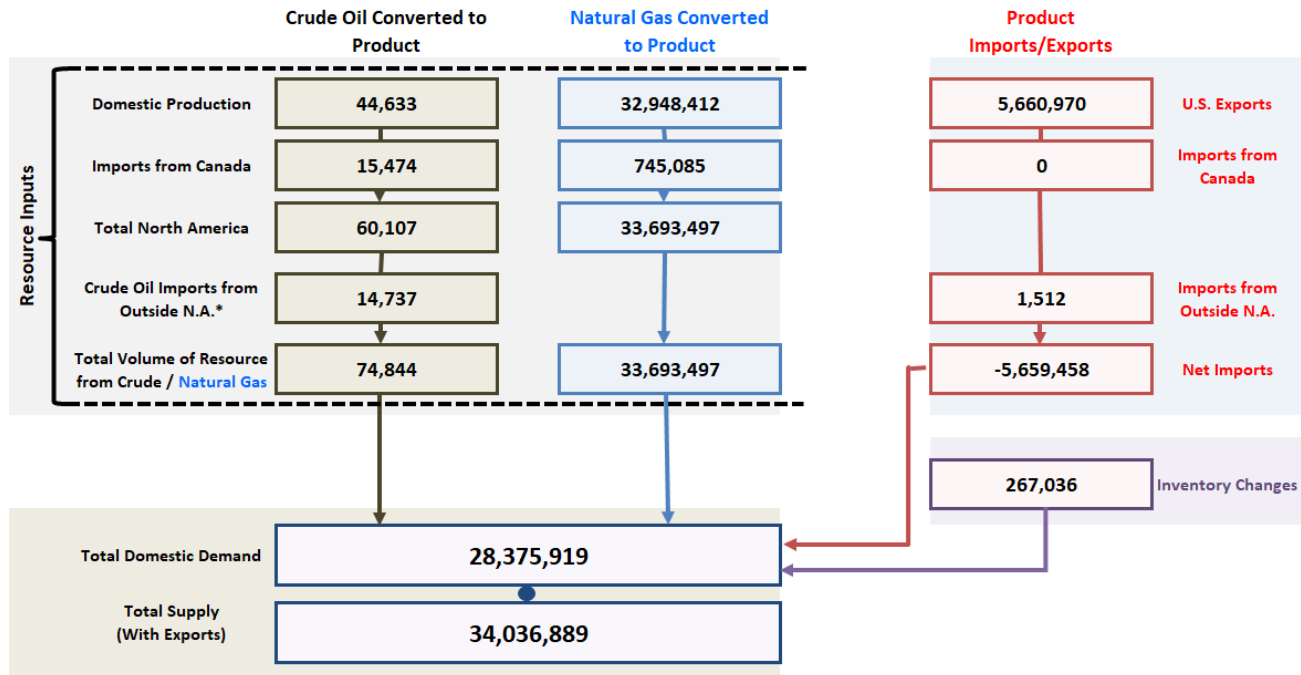 Crude Oil Converted to
Product
Natural Gas Converted
to Product
Product
Imports/Exports
Resource Inputs
Domestic Production
44,633
32,948,412
5,660,970
U.S. Exports
Imports from Canada
15,474
745,085
0
Imports from
Canada
Total North America
60,107
33,693,497
Crude Oil Imports from
Outside N.A.*
14,737
1,512
Imports from
Outside N.A.
Total Volume of Resource
from Crude / Natural Gas
74,844
33,693,497
-5,659,458
Net Imports
267,036
Inventory Changes
Total Domestic Demand
28,375,919
Total Supply
(With Exports)
34,036,889